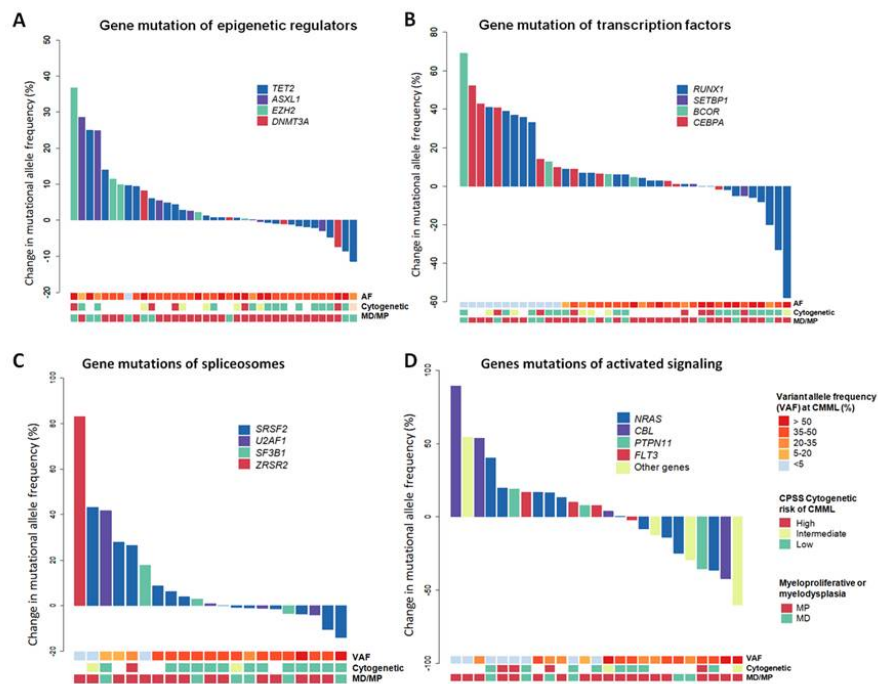 A
Gene mutation of epigenetic regulators
Change in mutational allele frequency (%)
50
40
30
20
10
0
-10
-20
TET2
ASXL1
EZH2
DNMT3A
AF
Cytogenetic
MD/MP
B
Gene mutation of transcription factors
Change in mutational allele frequency (%)
80
60
40
20
0
-20
-40
-60
RUNX1
SETBP1
BCOR
CEBPA
AF
Cytogenetic
MD/MP
C
Gene mutations of spliceosomes
Change in mutational allele frequency (%)
100
80
60
40
20
0
-20
SRSF2
U2AF1
SF3B1
ZRSR2
VAF
Cytogenetic
MD/MP
D
Genes mutations of activated signaling
Change in mutational allele frequency (%)
100
50
0
-50
-100
NRAS
CBL
PTPN11
FLT3
Other genes
VAF
Cytogenetic
MD/MP
Variant allele frequency
(VAF) at CMML (%)
> 50
35-50
20-35
5-20
<5
CPSS Cytogenetic
risk of CMML
High
Intermediate
Low
Myeloproliferative or
myelodysplasia
MP
MD